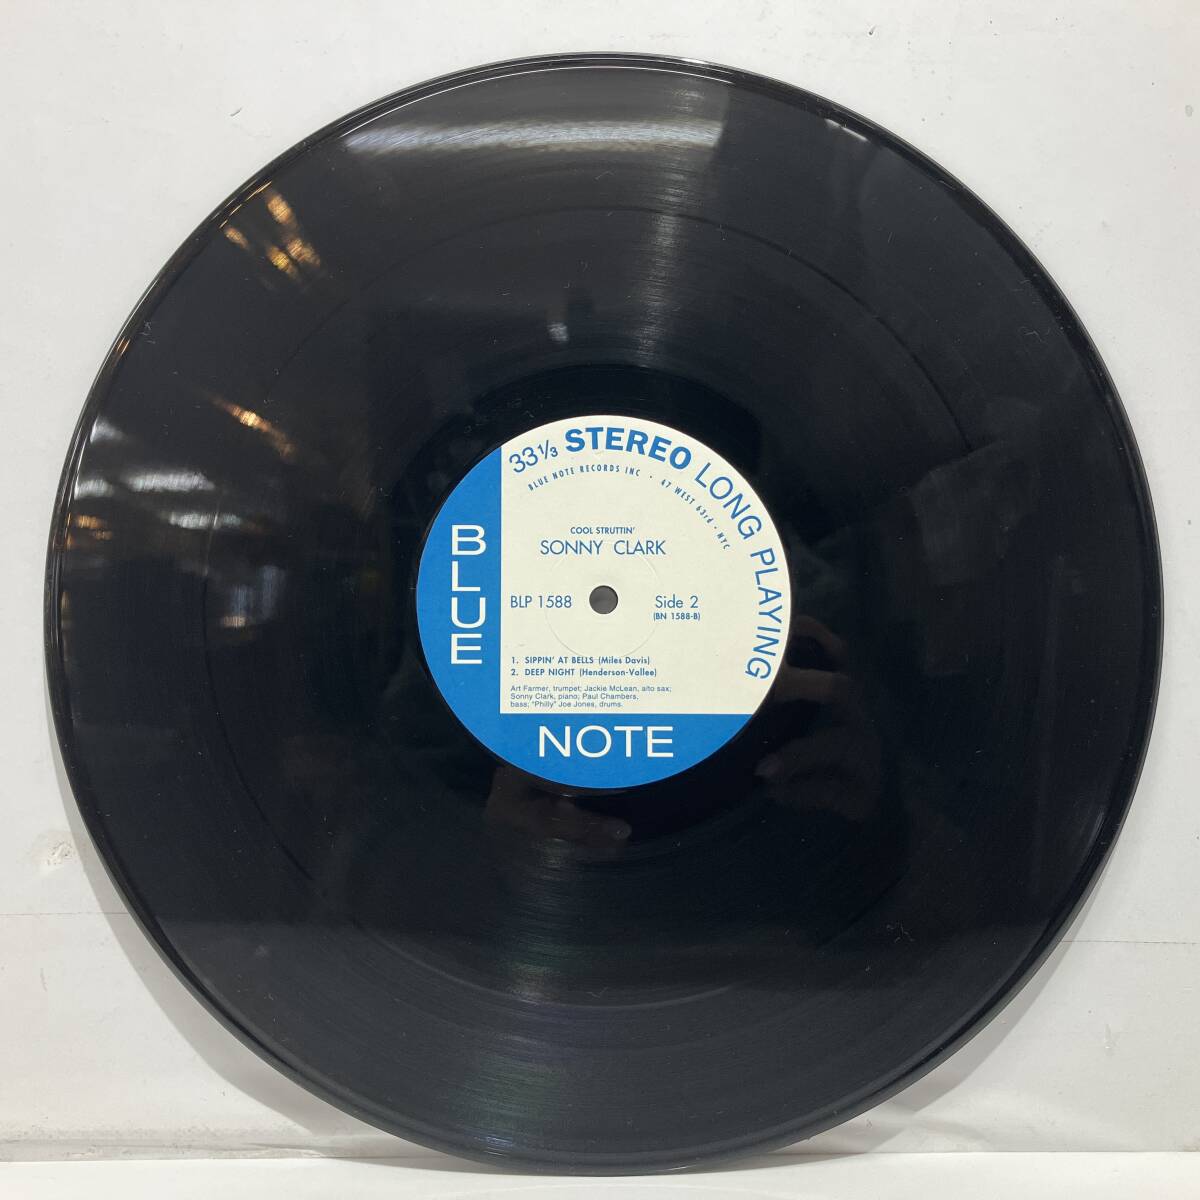 33 1/3 STEREO LONG PLAYING
BLUE NOTE RECORDS INC · 47 WEST 63rd · NYC
COOL STRUTTIN'
SONNY CLARK
BLP 1588
Side 2
(BN 1588-B)
1. SIPPIN' AT BELLS (Miles Davis)
2. DEEP NIGHT (Henderson-Vallee)
Art Farmer, trumpet; Jackie McLean, alto sax;
Sonny Clark, piano; Paul Chambers,
bass; "Philly" Joe Jones, drums.
BLUE
NOTE